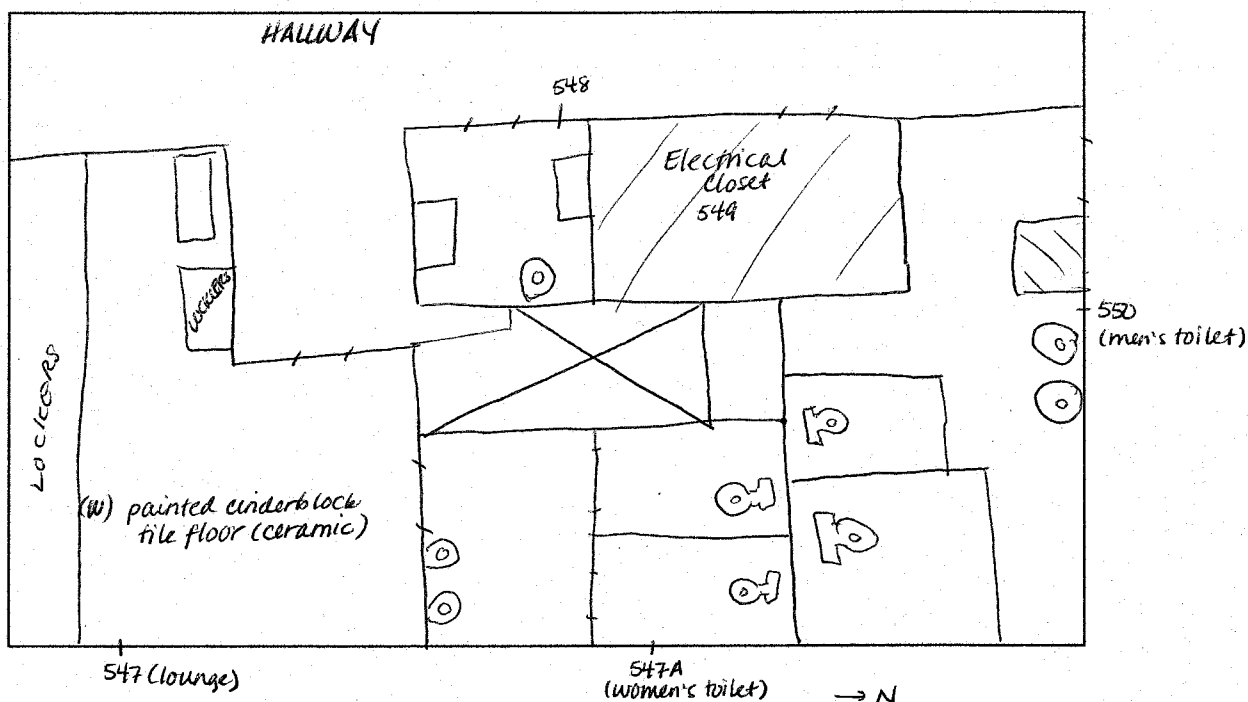 HALLWAY
548
Electrical
Closet
549
LOCKERS
550
(men's toilet)
LOCKERS
(W) painted cinderblock
tile floor (ceramic)
547 (lounge)
547A
(women's toilet)
→ N